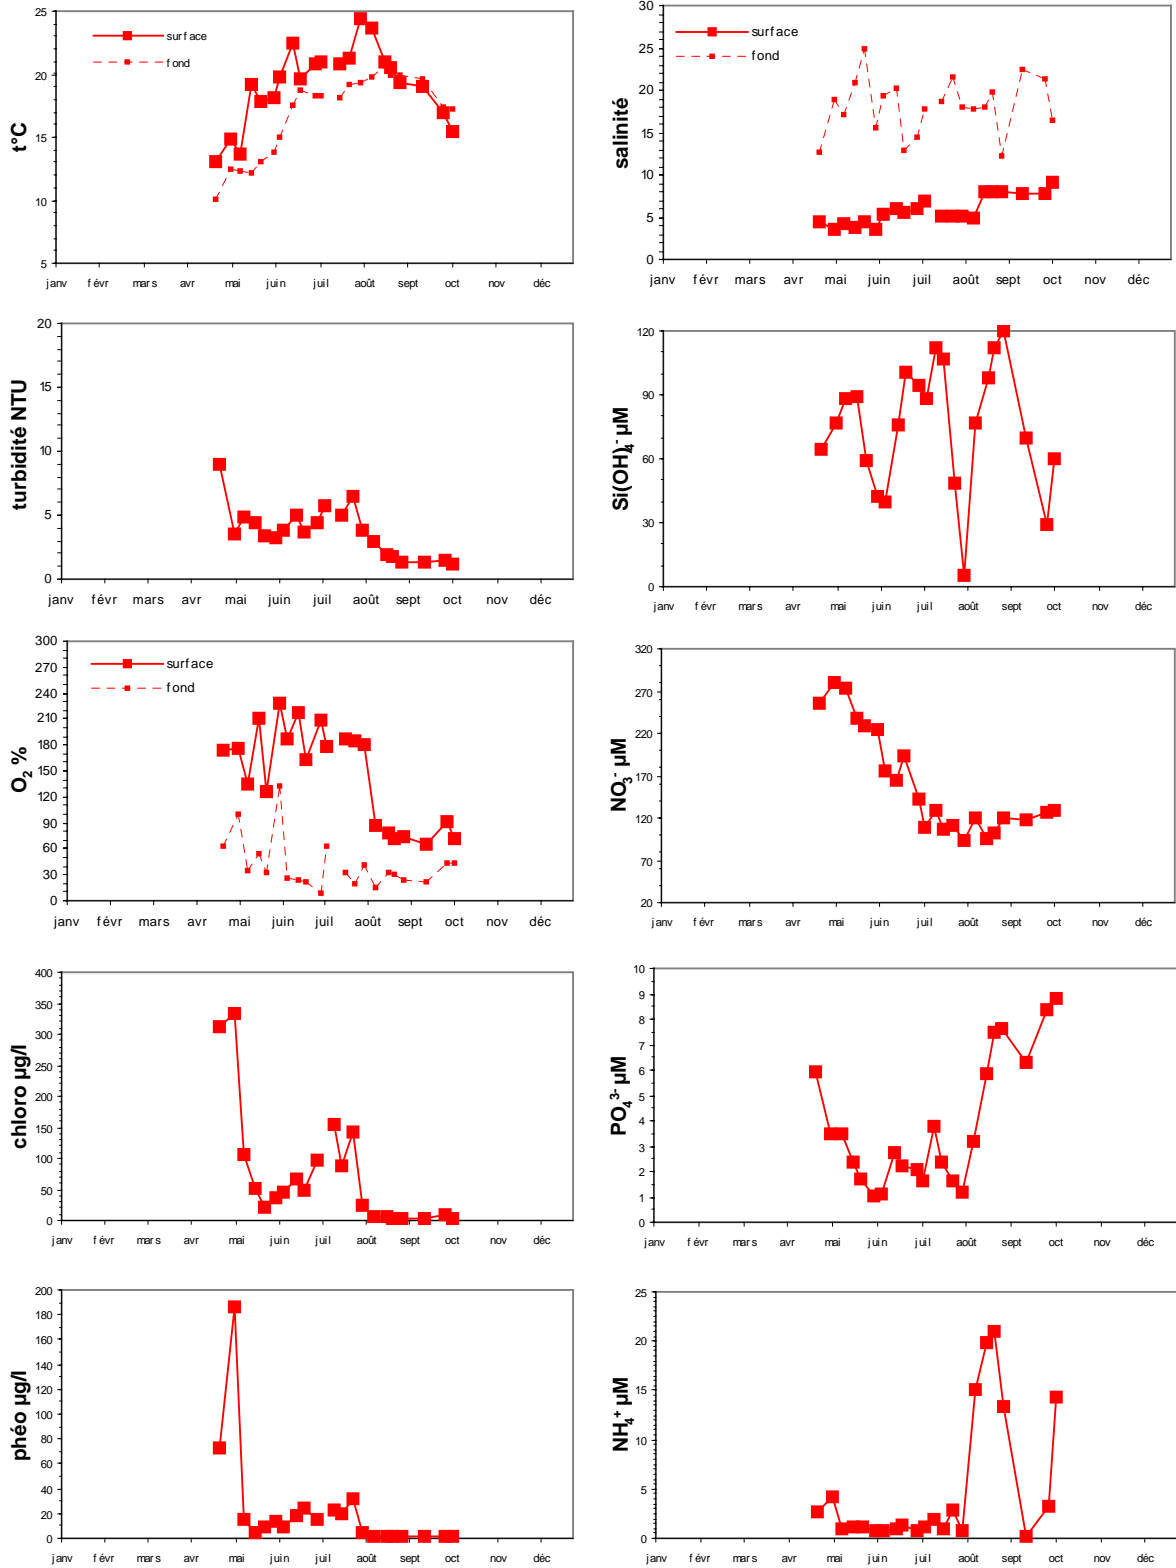 25
20
15
10
5
t°C
surface
fond
janv févr mars avr mai juin juil août sept oct nov déc
30
25
20
15
10
5
0
salinité
surface
fond
janv févr mars avr mai juin juil août sept oct nov déc
20
15
10
5
0
turbidité NTU
janv févr mars avr mai juin juil août sept oct nov déc
120
90
60
30
0
Si(OH)4- µM
janv févr mars avr mai juin juil août sept oct nov déc
300
270
240
210
180
150
120
90
60
30
0
O2 %
surface
fond
janv févr mars avr mai juin juil août sept oct nov déc
320
270
220
170
120
70
20
NO3- µM
janv févr mars avr mai juin juil août sept oct nov déc
400
350
300
250
200
150
100
50
0
chloro µg/l
janv févr mars avr mai juin juil août sept oct nov déc
10
9
8
7
6
5
4
3
2
1
0
PO4 3- µM
janv févr mars avr mai juin juil août sept oct nov déc
200
180
160
140
120
100
80
60
40
20
0
phéo µg/l
janv févr mars avr mai juin juil août sept oct nov déc
25
20
15
10
5
0
NH4+ µM
janv févr mars avr mai juin juil août sept oct nov déc